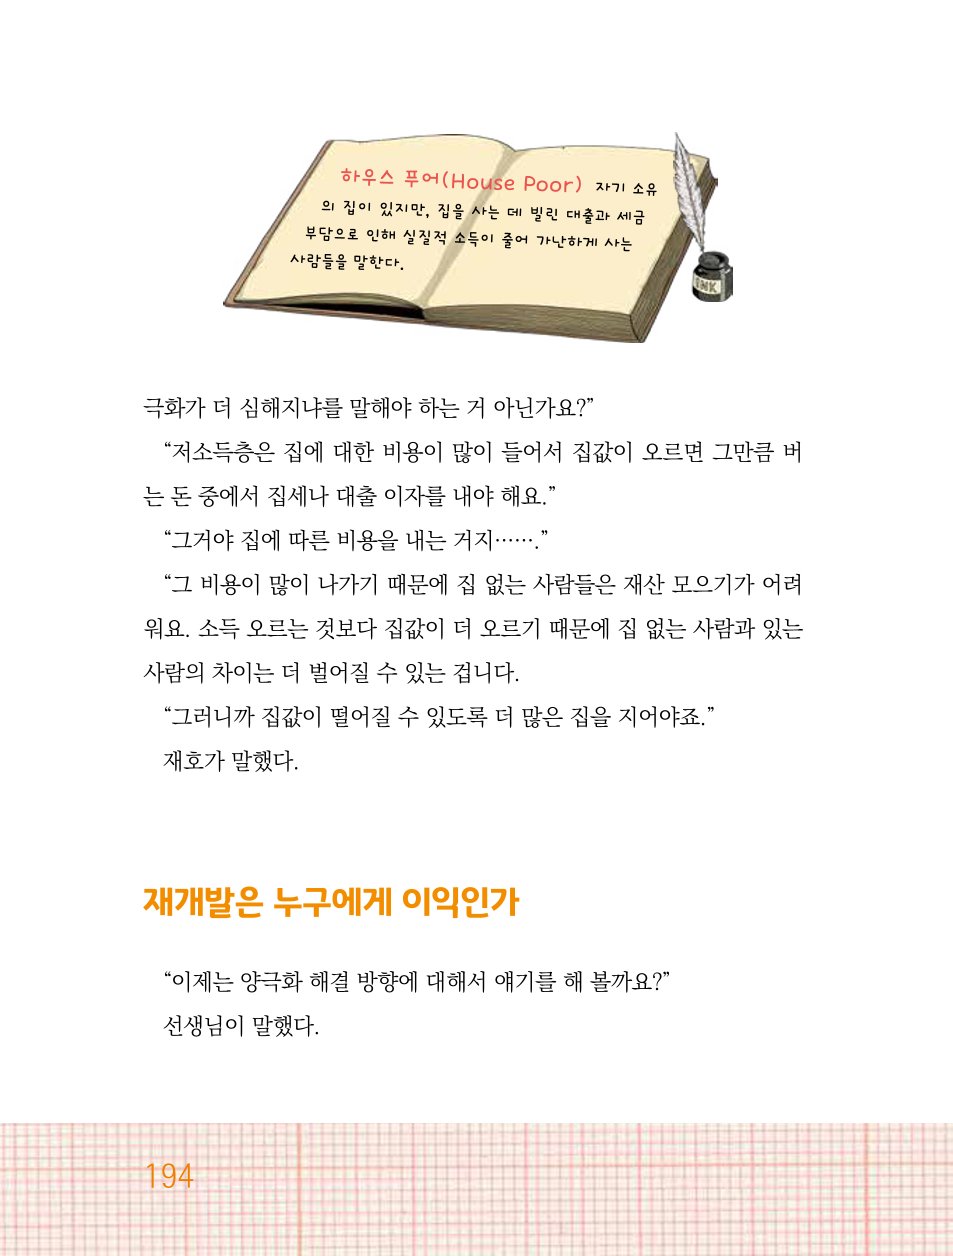 하우스 푸어(House Poor) 자기 소유
의 집이 있지만, 집을 사는 데 빌린 대출과 세금
부담으로 인해 실질적 소득이 줄어 가난하게 사는
사람들을 말한다.
INK
극화가 더 심해지냐를 말해야 하는 거 아닌가요?”
“저소득층은 집에 대한 비용이 많이 들어서 집값이 오르면 그만큼 버
는 돈 중에서 집세나 대출 이자를 내야 해요.”
“그거야 집에 따른 비용을 내는 거지…….”
“그 비용이 많이 나가기 때문에 집 없는 사람들은 재산 모으기가 어려
워요. 소득 오르는 것보다 집값이 더 오르기 때문에 집 없는 사람과 있는
사람의 차이는 더 벌어질 수 있는 겁니다.
“그러니까 집값이 떨어질 수 있도록 더 많은 집을 지어야죠.”
재호가 말했다.
재개발은 누구에게 이익인가
“이제는 양극화 해결 방향에 대해서 얘기를 해 볼까요?”
선생님이 말했다.
194